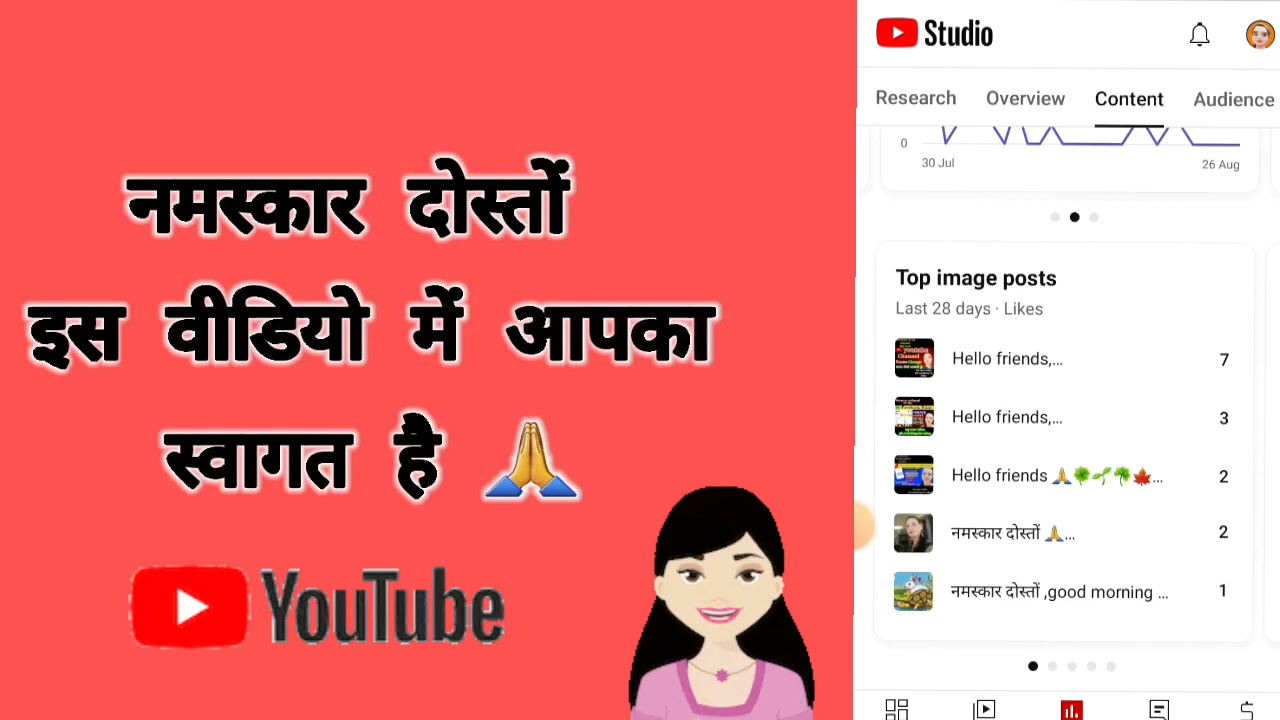 नमस्कार दोस्तों
इस वीडियो में आपका
स्वागत है 🙏
YouTube
Studio
Research Overview Content Audience
0
30 Jul 26 Aug
Top image posts
Last 28 days · Likes
Hello friends,... 7
Hello friends,... 3
Hello friends 🙏🍀🌱🍀🍁... 2
नमस्कार दोस्तों 🙏... 2
नमस्कार दोस्तों ,good morning ... 1